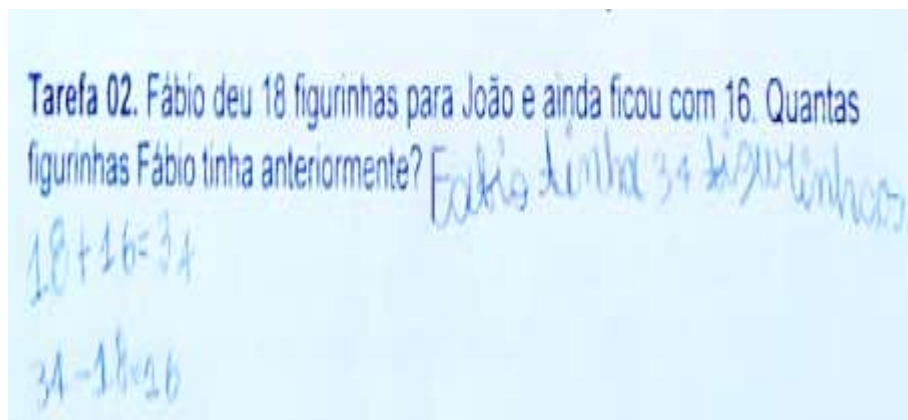 Tarefa 02. Fábio deu 18 figurinhas para João e ainda ficou com 16. Quantas
figurinhas Fábio tinha anteriormente? Fabio tinha 34 figurinhas
18+16=34
34-18=16